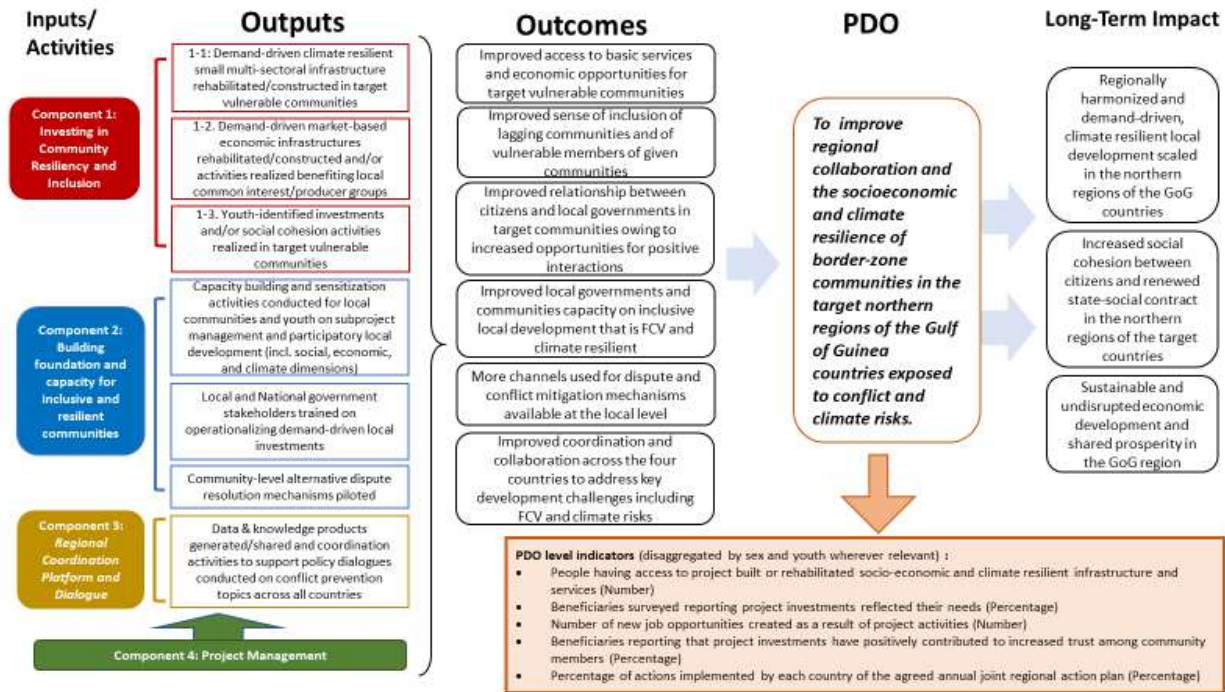 Inputs/
Activities
Outputs
Outcomes
PDO
Long-Term Impact
Component 1:
Investing in
Community
Resiliency and
Inclusion
1-1: Demand-driven climate resilient
small multi-sectoral infrastructure
rehabilitated/constructed in target
vulnerable communities
1-2. Demand-driven market-based
economic infrastructures
rehabilitated/constructed and/or
activities realized benefiting local
common interest/producer groups
1-3. Youth-identified investments
and/or social cohesion activities
realized in target vulnerable
communities
Component 2:
Building
foundation and
capacity for
inclusive and
resilient
communities
Capacity building and sensitization
activities conducted for local
communities and youth on subproject
management and participatory local
development (incl. social, economic,
and climate dimensions)
Local and National government
stakeholders trained on
operationalizing demand-driven local
investments
Community-level alternative dispute
resolution mechanisms piloted
Component 3:
Regional
Coordination
Platform and
Dialogue
Data & knowledge products
generated/shared and coordination
activities to support policy dialogues
conducted on conflict prevention
topics across all countries
Component 4: Project Management
Improved access to basic services
and economic opportunities for
target vulnerable communities
Improved sense of inclusion of
lagging communities and of
vulnerable members of given
communities
Improved relationship between
citizens and local governments in
target communities owing to
increased opportunities for positive
interactions
Improved local governments and
communities capacity on inclusive
local development that is FCV and
climate resilient
More channels used for dispute and
conflict mitigation mechanisms
available at the local level
Improved coordination and
collaboration across the four
countries to address key
development challenges including
FCV and climate risks
To improve
regional
collaboration and
the socioeconomic
and climate
resilience of
border-zone
communities in the
target northern
regions of the Gulf
of Guinea
countries exposed
to conflict and
climate risks.
Regionally
harmonized and
demand-driven,
climate resilient local
development scaled
in the northern
regions of the GoG
countries
Increased social
cohesion between
citizens and renewed
state-social contract
in the northern
regions of the target
countries
Sustainable and
undisrupted economic
development and
shared prosperity in
the GoG region
PDO level indicators (disaggregated by sex and youth wherever relevant) :
• People having access to project built or rehabilitated socio-economic and climate resilient infrastructure and
services (Number)
• Beneficiaries surveyed reporting project investments reflected their needs (Percentage)
• Number of new job opportunities created as a result of project activities (Number)
• Beneficiaries reporting that project investments have positively contributed to increased trust among community
members (Percentage)
• Percentage of actions implemented by each country of the agreed annual joint regional action plan (Percentage)